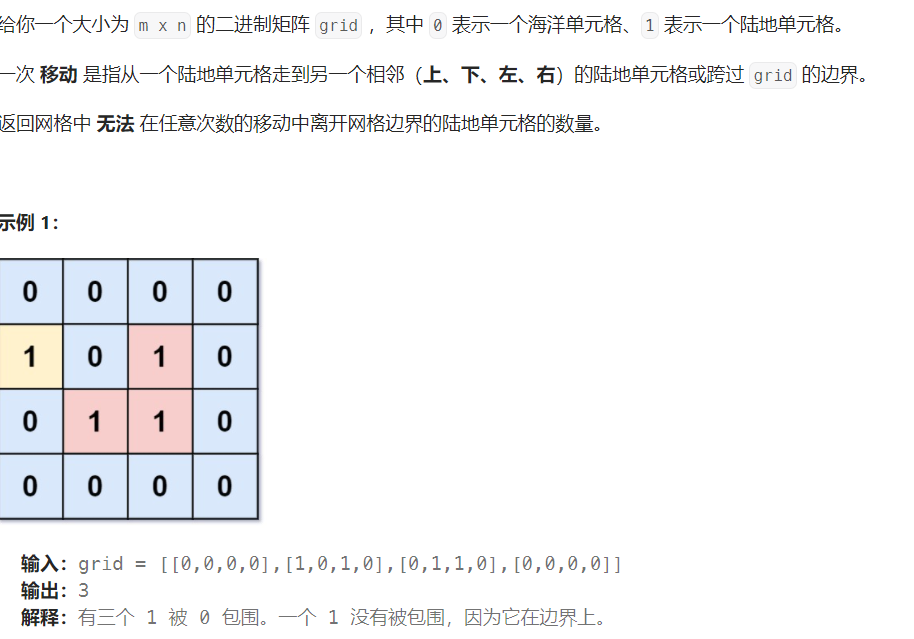 给你一个大小为 m x n 的二进制矩阵 grid ，其中 0 表示一个海洋单元格、1 表示一个陆地单元格。
一次 移动 是指从一个陆地单元格走到另一个相邻（上、下、左、右）的陆地单元格或跨过 grid 的边界。
返回网格中 无法 在任意次数的移动中离开网格边界的陆地单元格的数量。
示例 1：
0 0 0 0
1 0 1 0
0 1 1 0
0 0 0 0
输入：grid = [[0,0,0,0],[1,0,1,0],[0,1,1,0],[0,0,0,0]]
输出：3
解释：有三个 1 被 0 包围。一个 1 没有被包围，因为它在边界上。